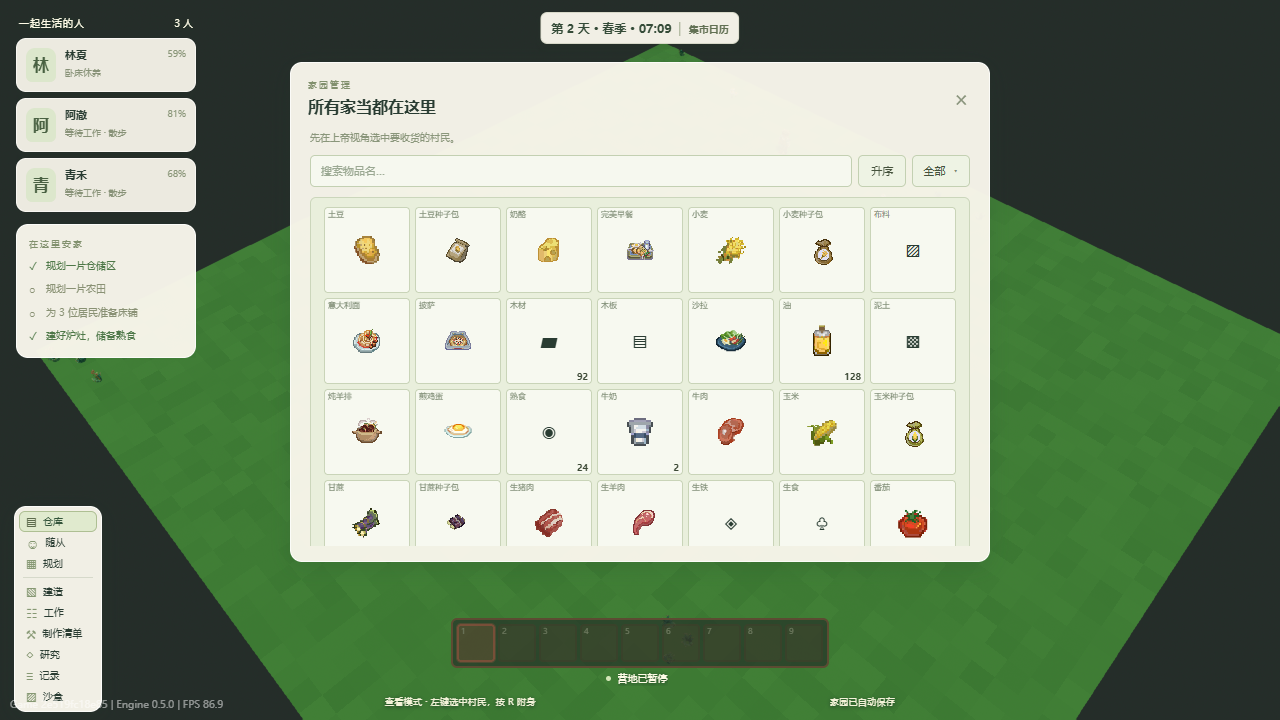 一起生活的人 3 人
林 林夏 59%
卧床休养
阿 阿澈 81%
等待工作 · 散步
青 青禾 68%
等待工作 · 散步
在这里安家
✓ 规划一片仓储区
○ 规划一片农田
○ 为 3 位居民准备床铺
✓ 建好炉灶，储备熟食
第 2 天 • 春季 • 07:09 | 集市日历
家园管理
所有家当都在这里
×
先在上帝视角选中要收货的村民。
搜索物品名... 升序 全部
土豆 土豆种子包 奶酪 完美早餐 小麦 小麦种子包 布料
意大利面 披萨 木材 木板 沙拉 油 泥土
92 128
炖羊排 煎鸡蛋 熟食 牛奶 牛肉 玉米 玉米种子包
24 2
甘蔗 甘蔗种子包 生猪肉 生羊肉 生铁 生食 番茄
仓库
随从
规划
建造
工作
制作清单
研究
记录
沙盒
1 2 3 4 5 6 7 8 9
营地已暂停
查看模式 · 左键选中村民，按 R 附身 家园已自动保存
| Engine 0.5.0 | FPS 86.9